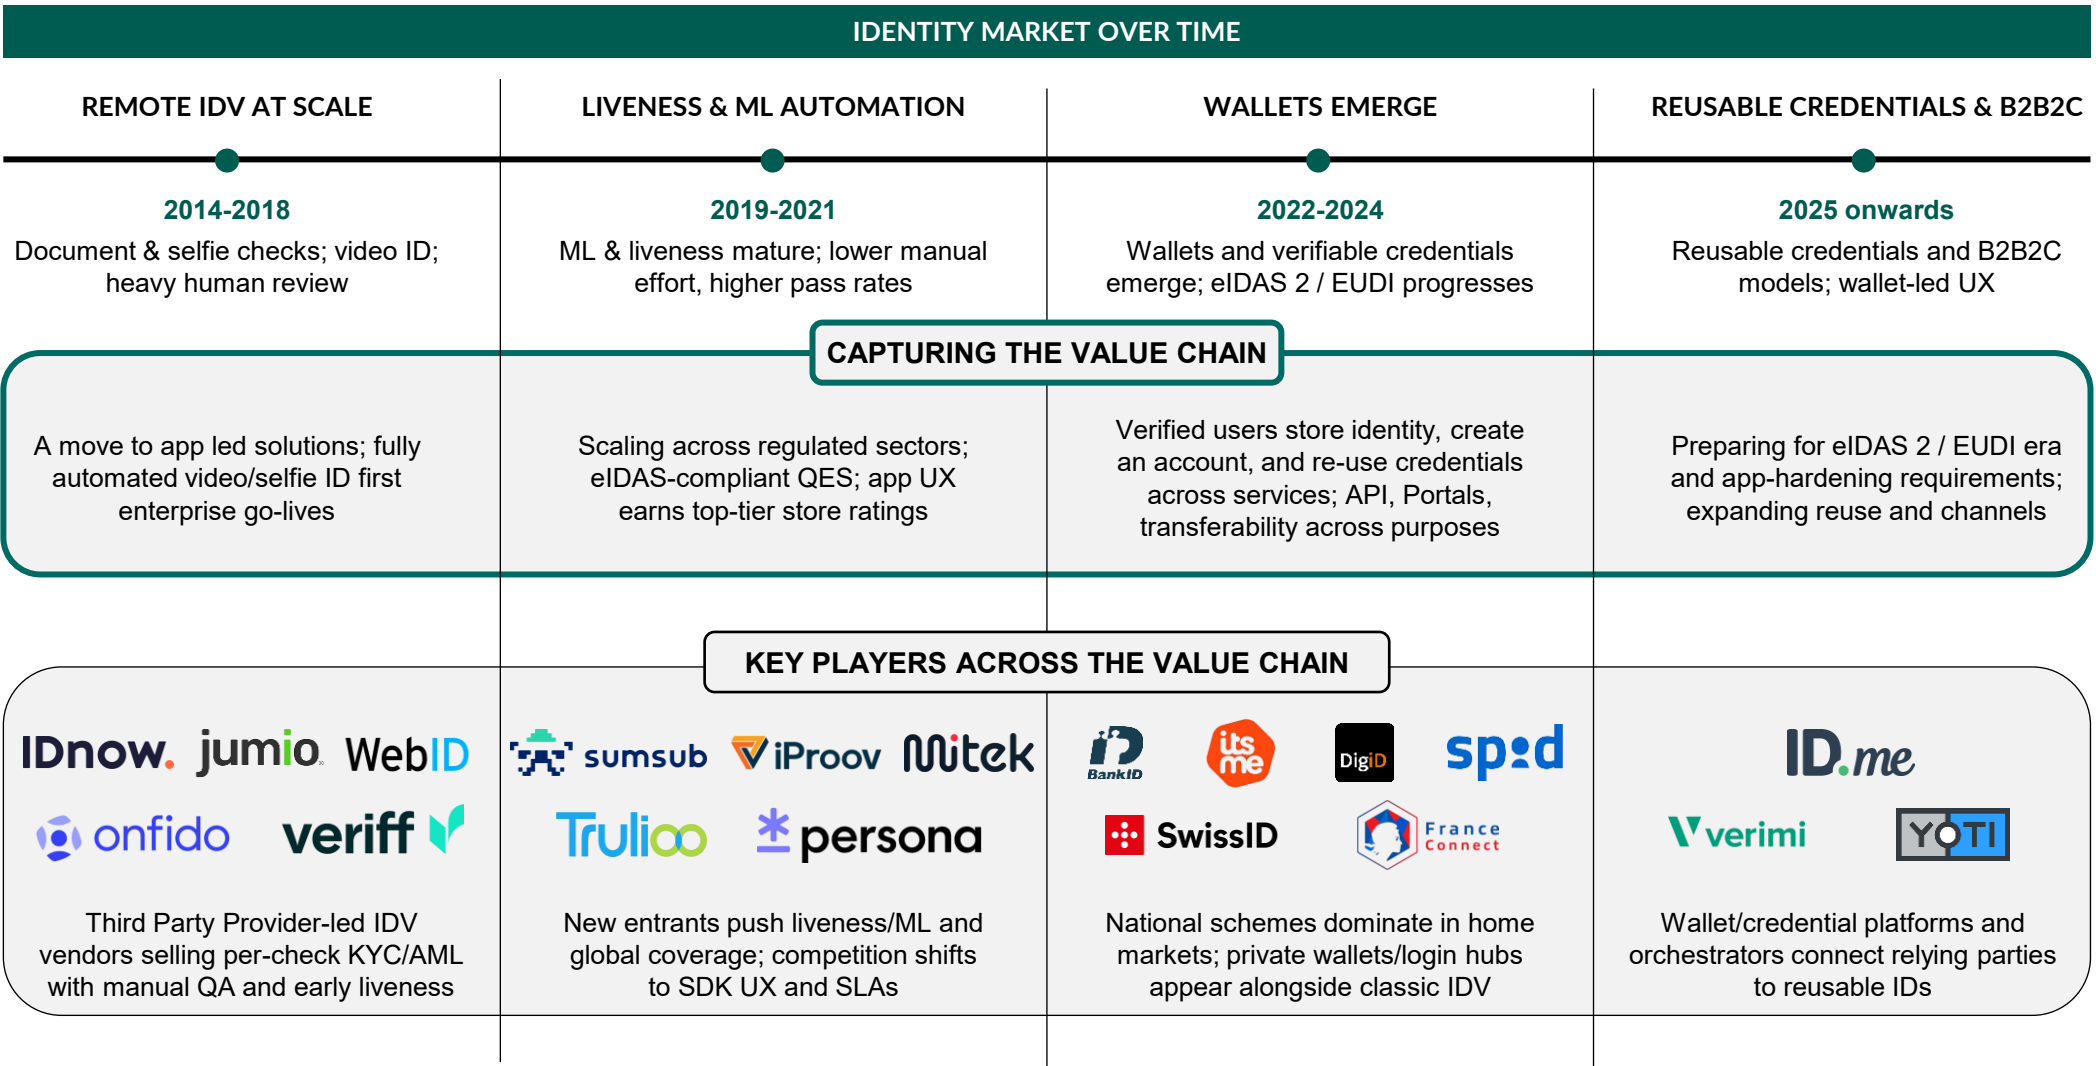 IDENTITY MARKET OVER TIME
REMOTE IDV AT SCALE
LIVENESS & ML AUTOMATION
WALLETS EMERGE
REUSABLE CREDENTIALS & B2B2C
2014-2018
Document & selfie checks; video ID;
heavy human review
2019-2021
ML & liveness mature; lower manual
effort, higher pass rates
2022-2024
Wallets and verifiable credentials
emerge; eIDAS 2 / EUDI progresses
2025 onwards
Reusable credentials and B2B2C
models; wallet-led UX
CAPTURING THE VALUE CHAIN
A move to app led solutions; fully
automated video/selfie ID first
enterprise go-lives
Scaling across regulated sectors;
eIDAS-compliant QES; app UX
earns top-tier store ratings
Verified users store identity, create
an account, and re-use credentials
across services; API, Portals,
transferability across purposes
Preparing for eIDAS 2 / EUDI era
and app-hardening requirements;
expanding reuse and channels
KEY PLAYERS ACROSS THE VALUE CHAIN
IDnow. jumio WebID
onfido veriff
Third Party Provider-led IDV
vendors selling per-check KYC/AML
with manual QA and early liveness
sumsub iProov Mitek
Trulioo persona
New entrants push liveness/ML and
global coverage; competition shifts
to SDK UX and SLAs
BankID
its
me
DigiD
spid
SwissID
France
Connect
National schemes dominate in home
markets; private wallets/login hubs
appear alongside classic IDV
ID.me
verimi YOTI
Wallet/credential platforms and
orchestrators connect relying parties
to reusable IDs